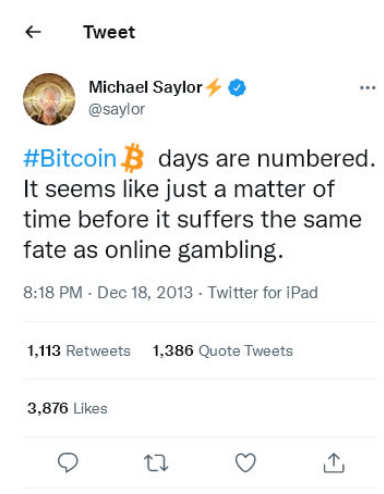 Tweet
Michael Saylor⚡
@saylor
#Bitcoin days are numbered.
It seems like just a matter of
time before it suffers the same
fate as online gambling.
8:18 PM · Dec 18, 2013 · Twitter for iPad
1,113 Retweets 1,386 Quote Tweets
3,876 Likes